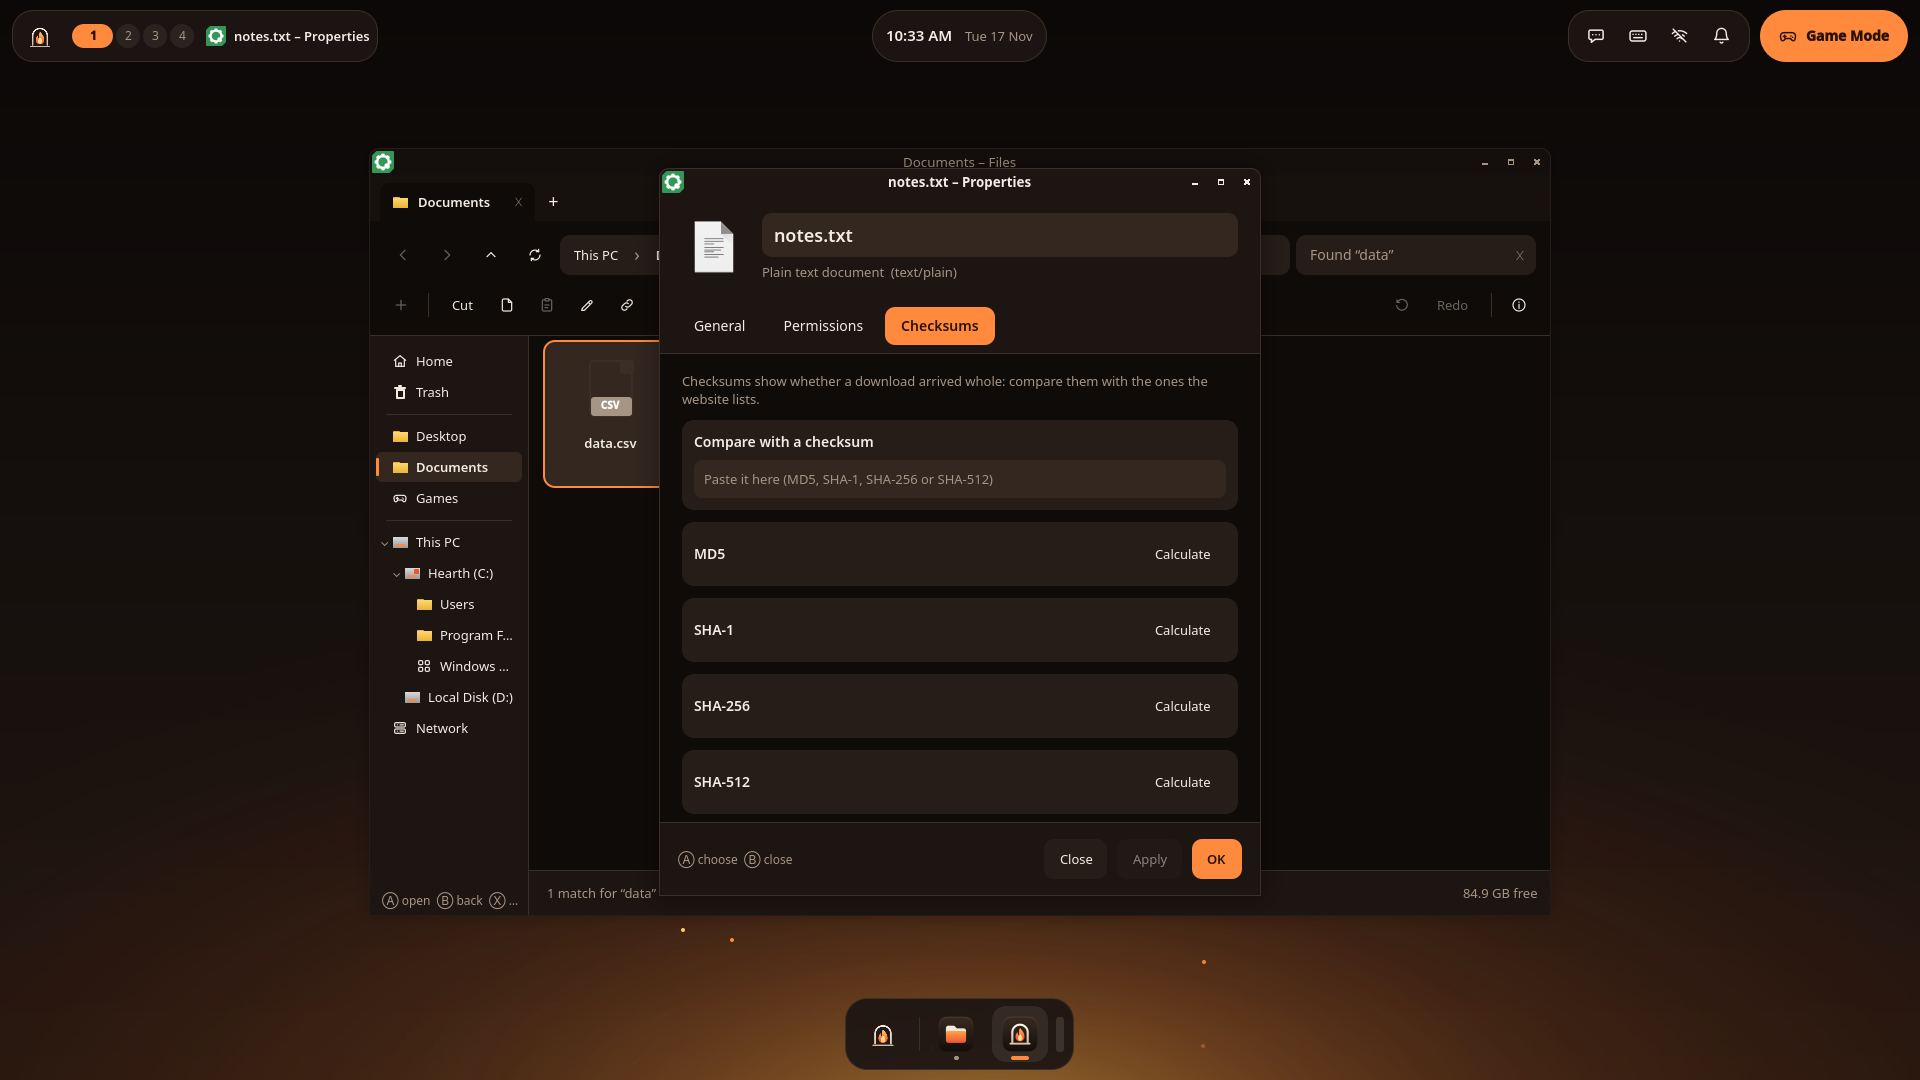 1 2 3 4 notes.txt – Properties
10:33 AM Tue 17 Nov
Game Mode
Documents – Files
Documents X +
This PC › D
Found “data” X
Cut
Redo
Home
Trash
Desktop
Documents
Games
This PC
Hearth (C:)
Users
Program F...
Windows ...
Local Disk (D:)
Network
A open B back X ...
CSV
data.csv
1 match for “data”
84.9 GB free
notes.txt – Properties
notes.txt
Plain text document (text/plain)
General Permissions Checksums
Checksums show whether a download arrived whole: compare them with the ones the
website lists.
Compare with a checksum
Paste it here (MD5, SHA-1, SHA-256 or SHA-512)
MD5 Calculate
SHA-1 Calculate
SHA-256 Calculate
SHA-512 Calculate
A choose B close
Close Apply OK